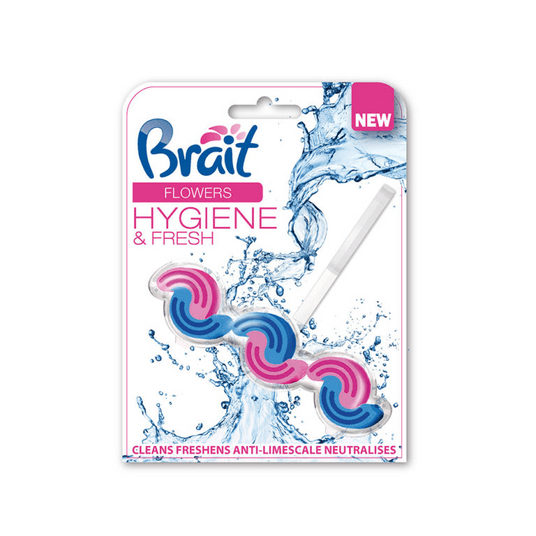 NEW
Brait
FLOWERS
HYGIENE
& FRESH
CLEANS FRESHENS ANTI-LIMESCALE NEUTRALISES